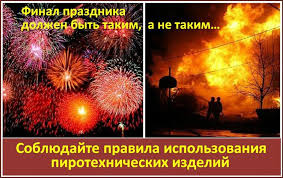 Финал праздника
должен быть таким, а не таким...
Соблюдайте правила использования
пиротехнических изделий